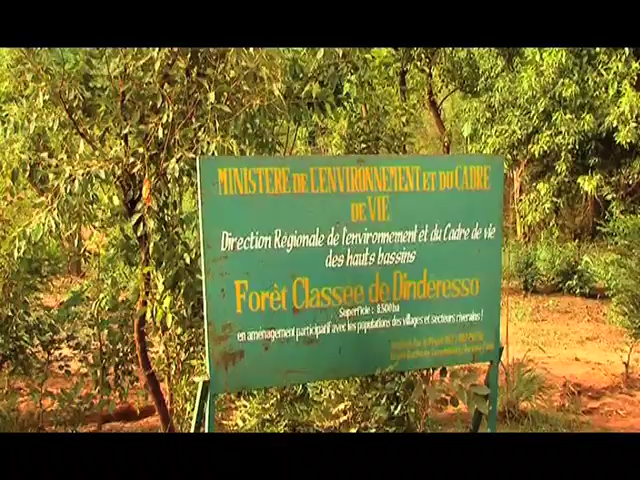 MINISTERE DE L'ENVIRONNEMENT ET DU CADRE
DE VIE
Direction Régionale de l'environnement et du Cadre de vie
des hauts bassins
Forêt Classée de Dinderesso
Superficie : 8.500 ha
en aménagement participatif avec les populations des villages et secteurs riverains !